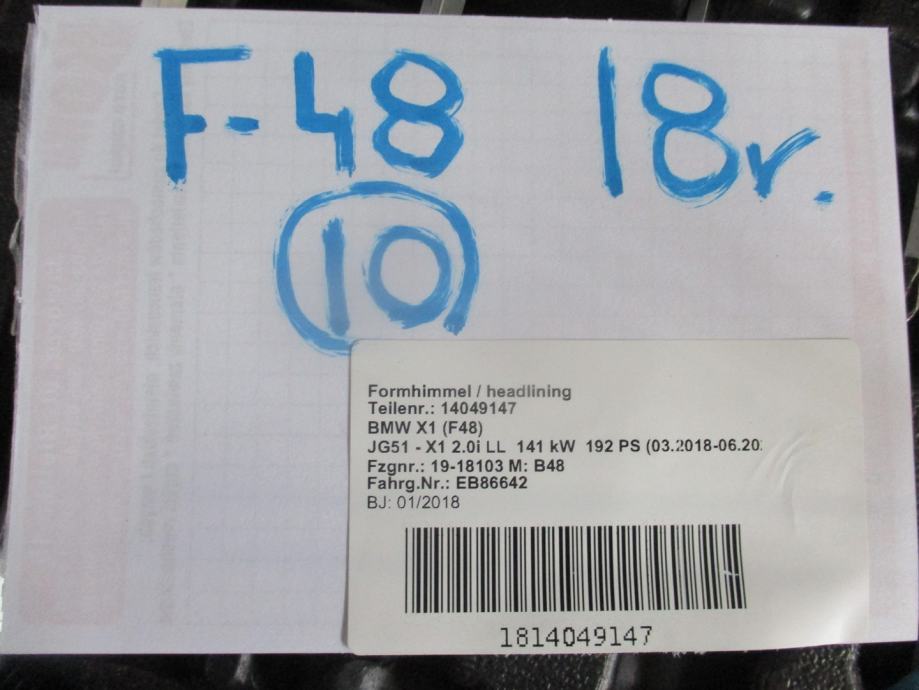 F-48 18r.
10
Formhimmel / headlining
Teilenr.: 14049147
BMW X1 (F48)
JG51 - X1 2.0i LL 141 kW 192 PS (03.2018-06.20
Fzgnr.: 19-18103 M: B48
Fahrg.Nr.: EB86642
BJ: 01/2018
1814049147